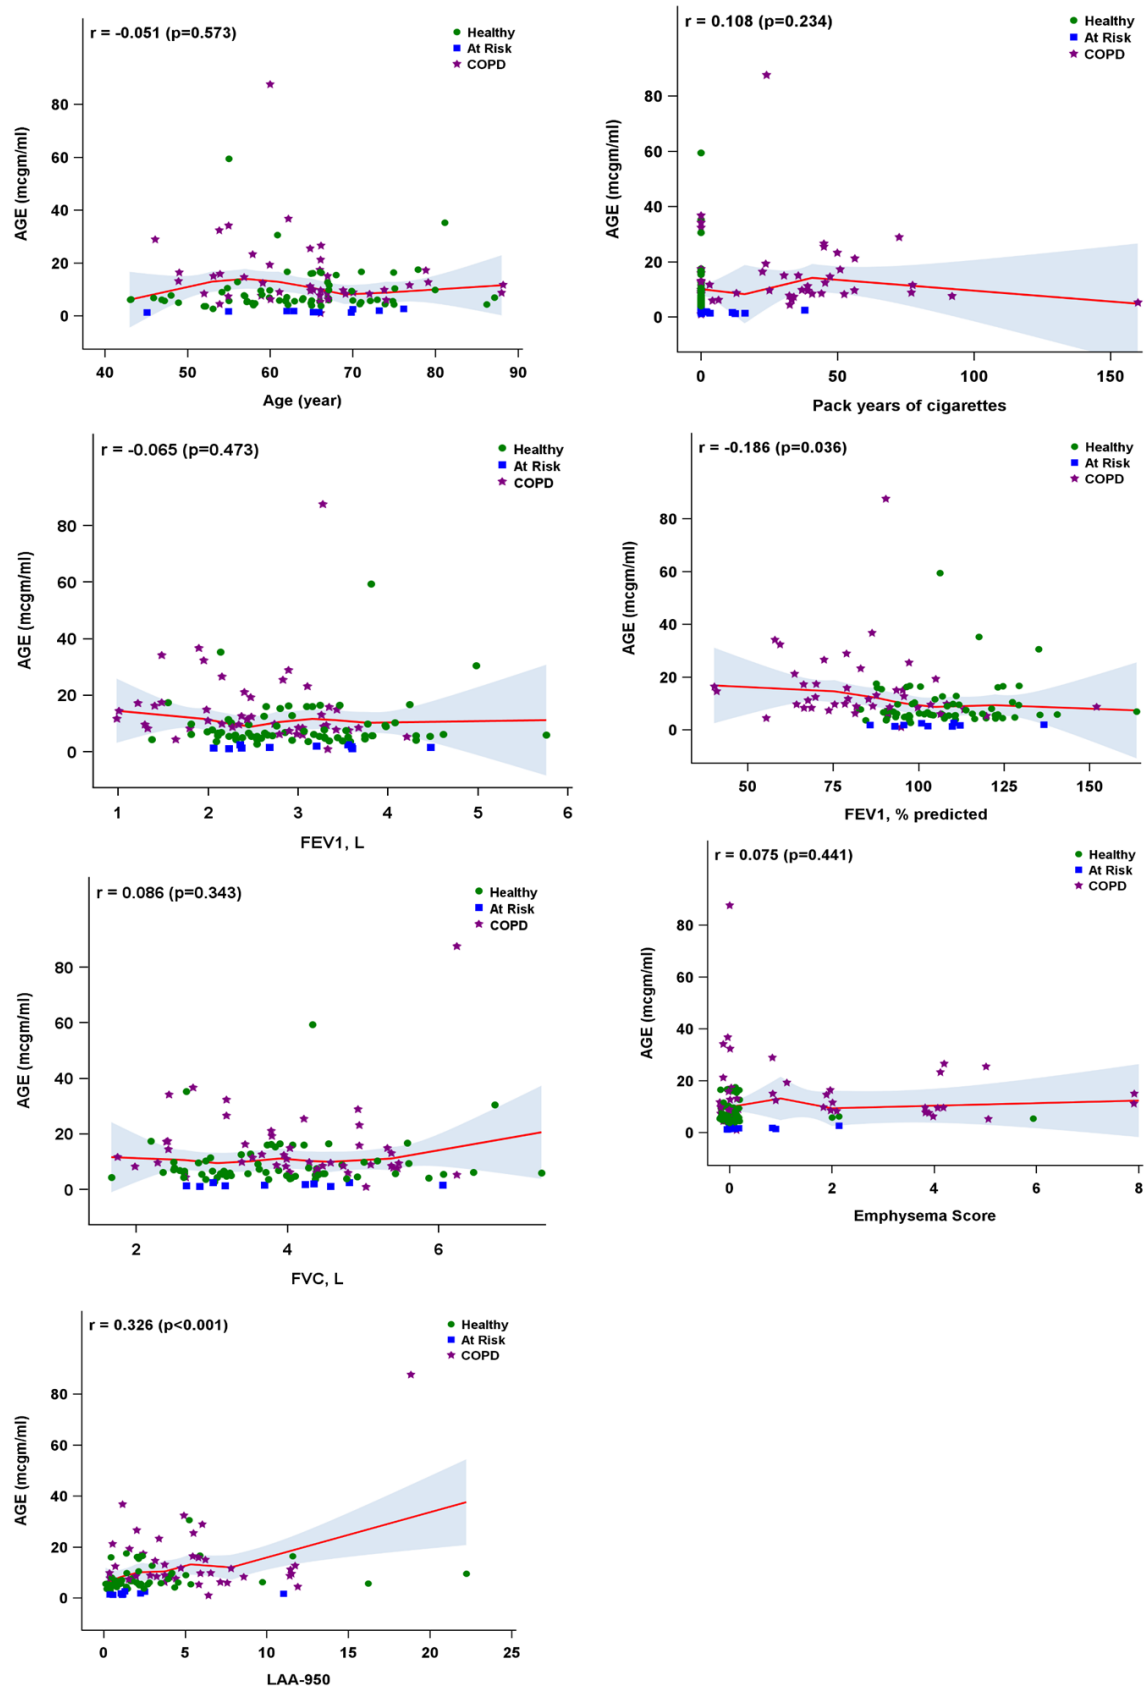 r = -0.051 (p=0.573)
Healthy
At Risk
COPD
AGE (mcgm/ml)
80
60
40
20
0
40 50 60 70 80 90
Age (year)
r = 0.108 (p=0.234)
Healthy
At Risk
COPD
AGE (mcgm/ml)
80
60
40
20
0
0 50 100 150
Pack years of cigarettes
r = -0.065 (p=0.473)
Healthy
At Risk
COPD
AGE (mcgm/ml)
80
60
40
20
0
1 2 3 4 5 6
FEV1, L
r = -0.186 (p=0.036)
Healthy
At Risk
COPD
AGE (mcgm/ml)
80
60
40
20
0
50 75 100 125 150
FEV1, % predicted
r = 0.086 (p=0.343)
Healthy
At Risk
COPD
AGE (mcgm/ml)
80
60
40
20
0
2 4 6
FVC, L
r = 0.075 (p=0.441)
Healthy
At Risk
COPD
AGE (mcgm/ml)
80
60
40
20
0
0 2 4 6 8
Emphysema Score
r = 0.326 (p<0.001)
Healthy
At Risk
COPD
AGE (mcgm/ml)
80
60
40
20
0
0 5 10 15 20 25
LAA-950